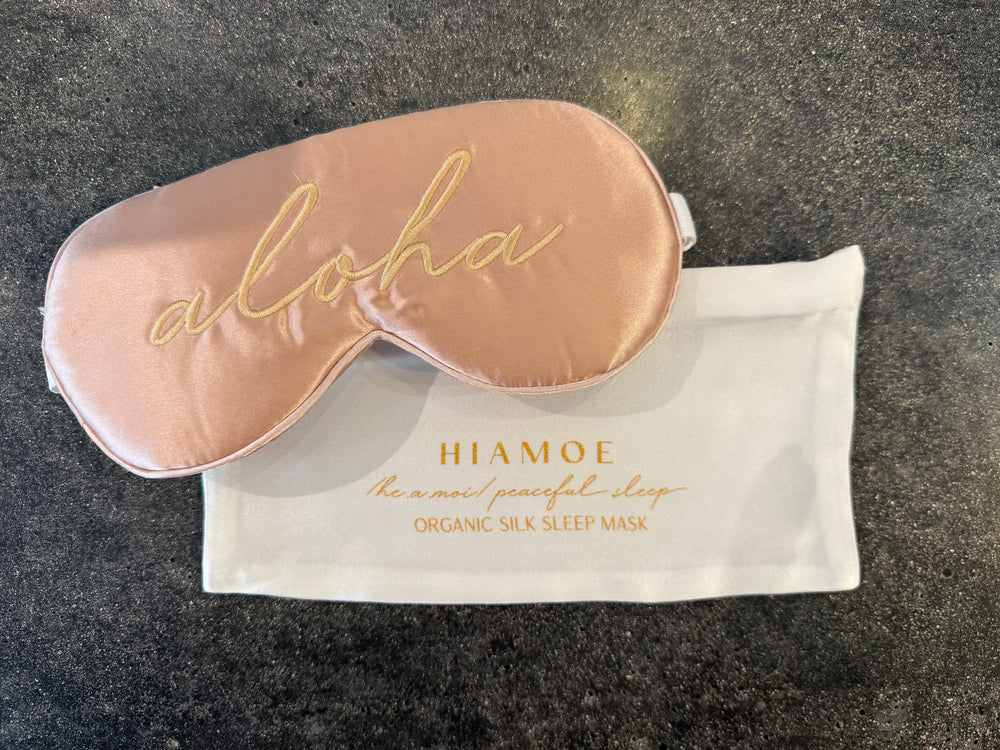 aloha
HIAMOE
/he.a.moi/ peaceful sleep
ORGANIC SILK SLEEP MASK